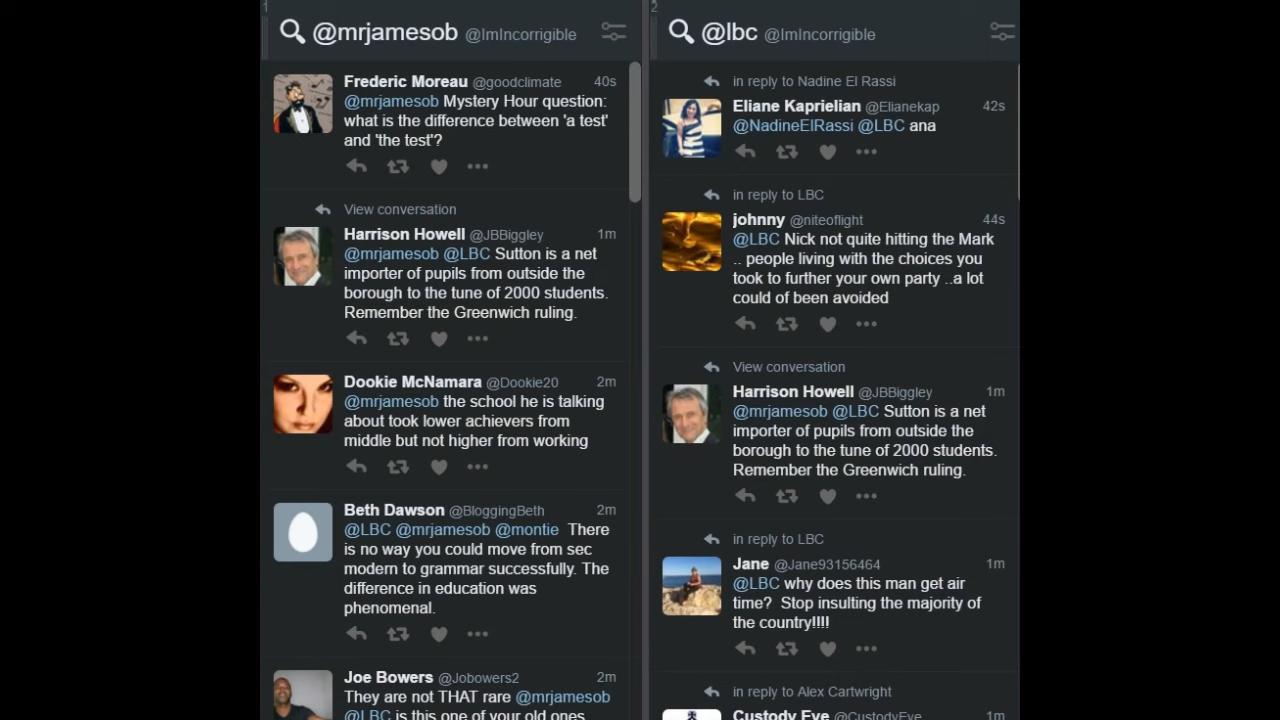 1
@mrjamesob @ImIncorrigible
Frederic Moreau @goodclimate 40s
@mrjamesob Mystery Hour question:
what is the difference between 'a test'
and 'the test'?
View conversation
Harrison Howell @JBBiggley 1m
@mrjamesob @LBC Sutton is a net
importer of pupils from outside the
borough to the tune of 2000 students.
Remember the Greenwich ruling.
Dookie McNamara @Dookie20 2m
@mrjamesob the school he is talking
about took lower achievers from
middle but not higher from working
Beth Dawson @BloggingBeth 2m
@LBC @mrjamesob @montie There
is no way you could move from sec
modern to grammar successfully. The
difference in education was
phenomenal.
Joe Bowers @Jobowers2 2m
They are not THAT rare @mrjamesob
@LBC is this one of your old ones
2
@lbc @ImIncorrigible
in reply to Nadine El Rassi
Eliane Kaprielian @Elianekap 42s
@NadineElRassi @LBC ana
in reply to LBC
johnny @niteoflight 44s
@LBC Nick not quite hitting the Mark
.. people living with the choices you
took to further your own party ..a lot
could of been avoided
View conversation
Harrison Howell @JBBiggley 1m
@mrjamesob @LBC Sutton is a net
importer of pupils from outside the
borough to the tune of 2000 students.
Remember the Greenwich ruling.
in reply to LBC
Jane @Jane93156464 1m
@LBC why does this man get air
time? Stop insulting the majority of
the country!!!!
in reply to Alex Cartwright
Custody Eye @CustodyEye 1m